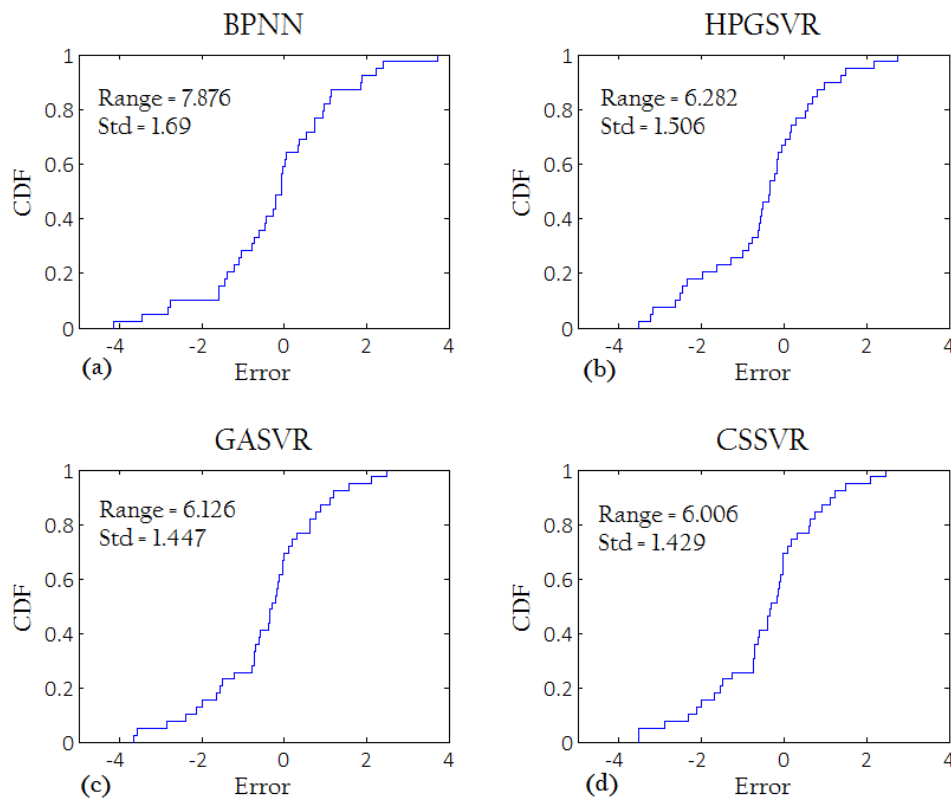 BPNN
1
0.8
0.6
0.4
0.2
0
CDF
Range = 7.876
Std = 1.69
-4
-2
0
2
4
(a)
Error
HPGSVR
1
0.8
0.6
0.4
0.2
0
CDF
Range = 6.282
Std = 1.506
-4
-2
0
2
4
(b)
Error
GASVR
1
0.8
0.6
0.4
0.2
0
CDF
Range = 6.126
Std = 1.447
-4
-2
0
2
4
(c)
Error
CSSVR
1
0.8
0.6
0.4
0.2
0
CDF
Range = 6.006
Std = 1.429
-4
-2
0
2
4
(d)
Error